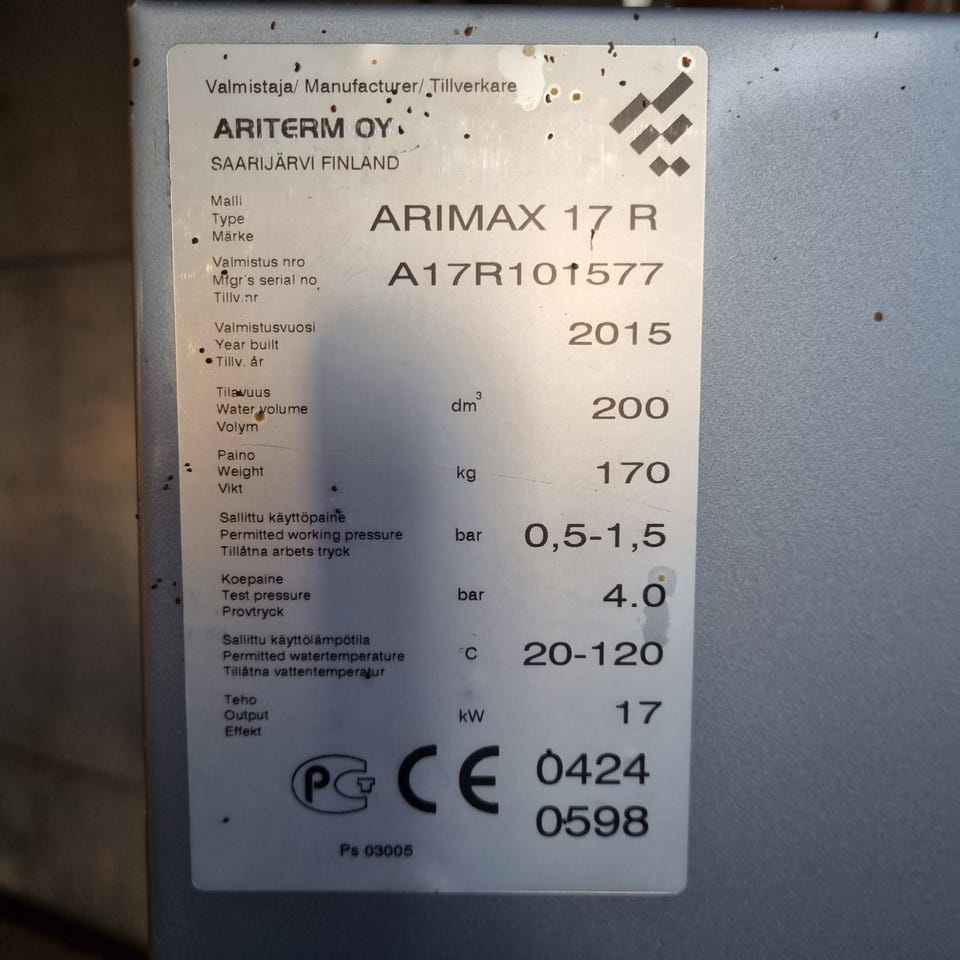 Valmistaja/ Manufacturer/ Tillverkare
ARITERM OY
SAARIJÄRVI FINLAND
Malli
Type
Märke
ARIMAX 17 R
Valmistus nro
Mfgr's serial no
Tillv.nr
A17R101577
Valmistusvuosi
Year built
Tillv. år
2015
Tilavuus
Water volume
Volym
dm³ 200
Paino
Weight
Vikt
kg 170
Sallittu käyttöpaine
Permitted working pressure
Tillåtna arbets tryck
bar 0,5-1,5
Koepaine
Test pressure
Provtryck
bar 4.0
Sallittu käyttölämpötila
Permitted watertemperature
Tillåtna vattentemperatur
°C 20-120
Teho
Output
Effekt
kW 17
PCT CE 0424
0598
Ps 03005